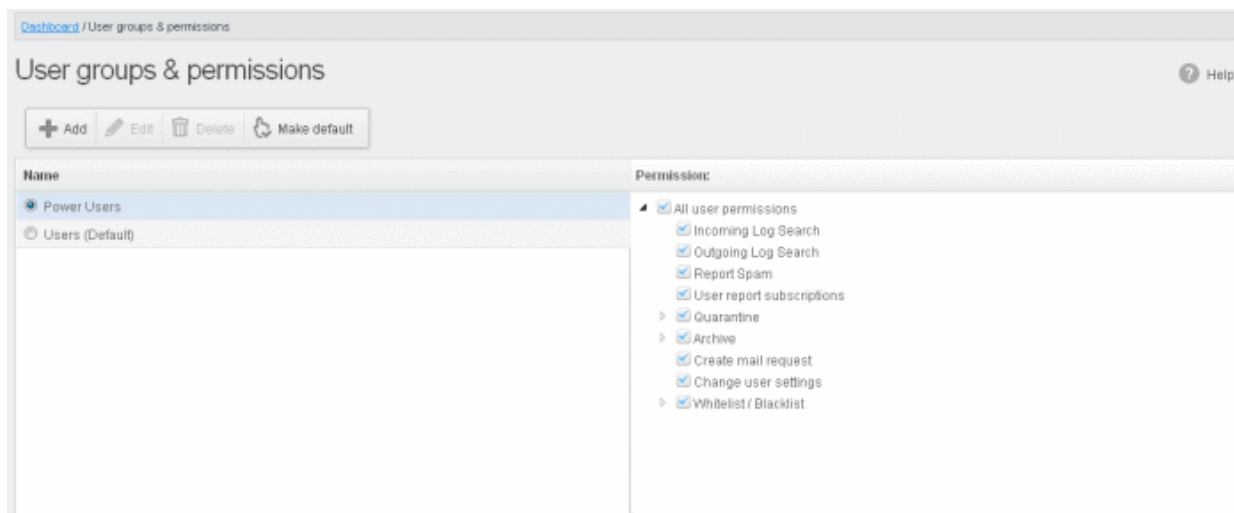 Dashboard / User groups & permissions
User groups & permissions
Help
Add Edit Delete Make default
Name
Permission:
Power Users
Users (Default)
All user permissions
Incoming Log Search
Outgoing Log Search
Report Spam
User report subscriptions
Quarantine
Archive
Create mail request
Change user settings
Whitelist / Blacklist